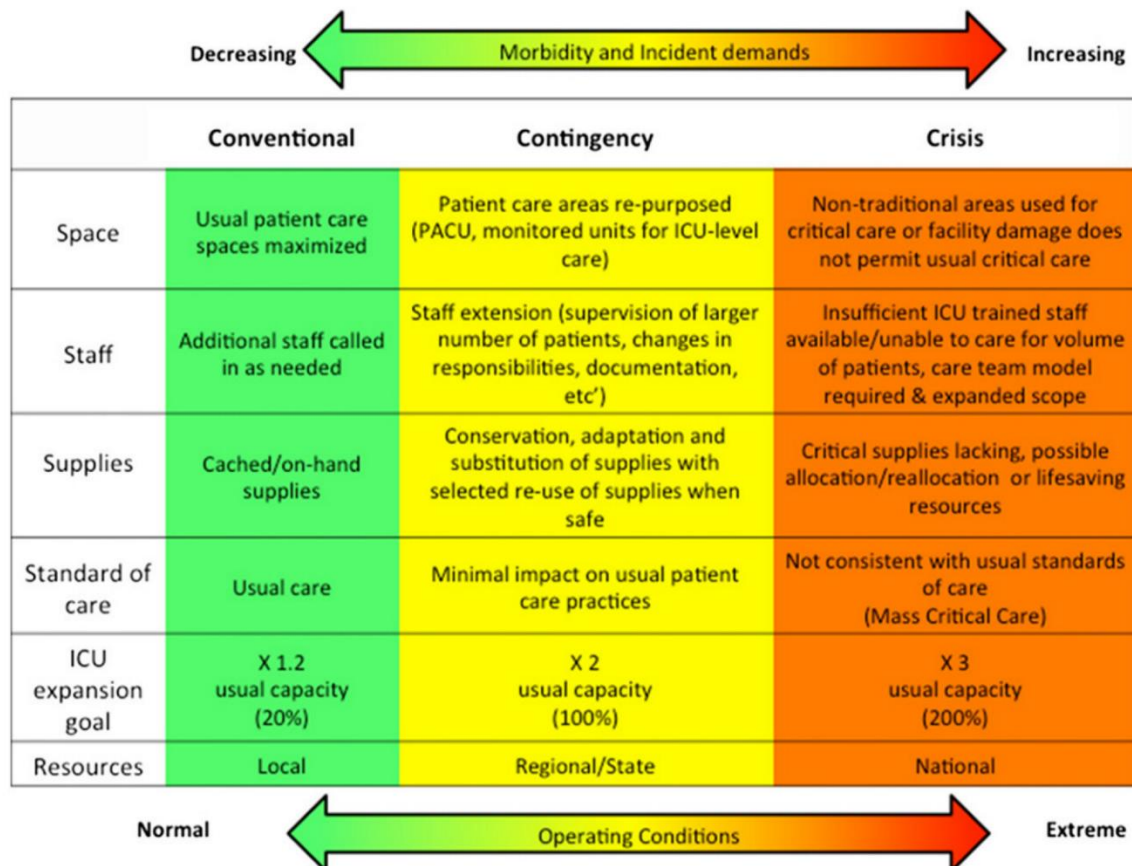 Decreasing Morbidity and Incident demands Increasing
Conventional Contingency Crisis
Space
Usual patient care
spaces maximized
Patient care areas re-purposed
(PACU, monitored units for ICU-level
care)
Non-traditional areas used for
critical care or facility damage does
not permit usual critical care
Staff
Additional staff called
in as needed
Staff extension (supervision of larger
number of patients, changes in
responsibilities, documentation,
etc')
Insufficient ICU trained staff
available/unable to care for volume
of patients, care team model
required & expanded scope
Supplies
Cached/on-hand
supplies
Conservation, adaptation and
substitution of supplies with
selected re-use of supplies when
safe
Critical supplies lacking, possible
allocation/reallocation or lifesaving
resources
Standard of
care
Usual care
Minimal impact on usual patient
care practices
Not consistent with usual standards
of care
(Mass Critical Care)
ICU
expansion
goal
X 1.2
usual capacity
(20%)
X 2
usual capacity
(100%)
X 3
usual capacity
(200%)
Resources
Local
Regional/State
National
Normal Operating Conditions Extreme